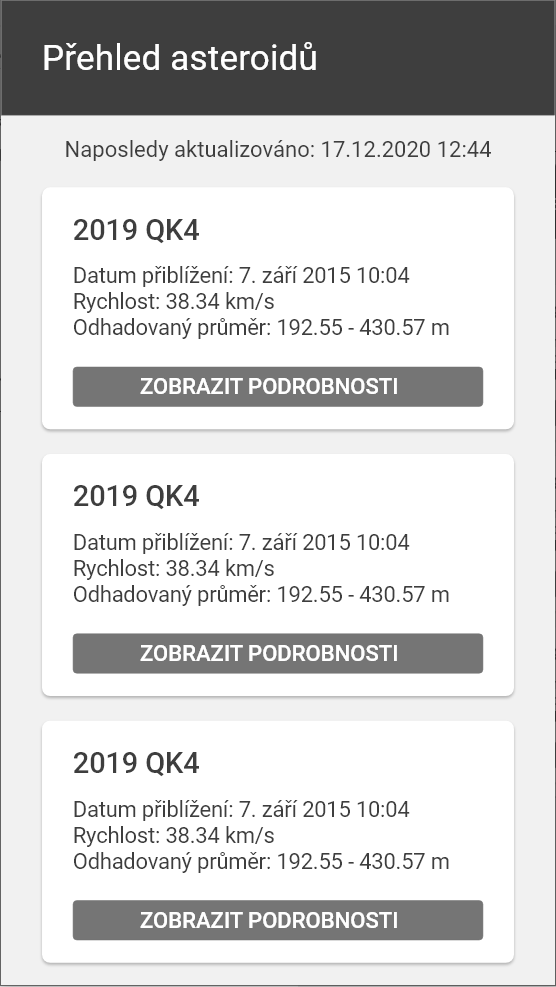 Přehled asteroidů
Naposledy aktualizováno: 17.12.2020 12:44
2019 QK4
Datum přiblížení: 7. září 2015 10:04
Rychlost: 38.34 km/s
Odhadovaný průměr: 192.55 - 430.57 m
ZOBRAZIT PODROBNOSTI
2019 QK4
Datum přiblížení: 7. září 2015 10:04
Rychlost: 38.34 km/s
Odhadovaný průměr: 192.55 - 430.57 m
ZOBRAZIT PODROBNOSTI
2019 QK4
Datum přiblížení: 7. září 2015 10:04
Rychlost: 38.34 km/s
Odhadovaný průměr: 192.55 - 430.57 m
ZOBRAZIT PODROBNOSTI